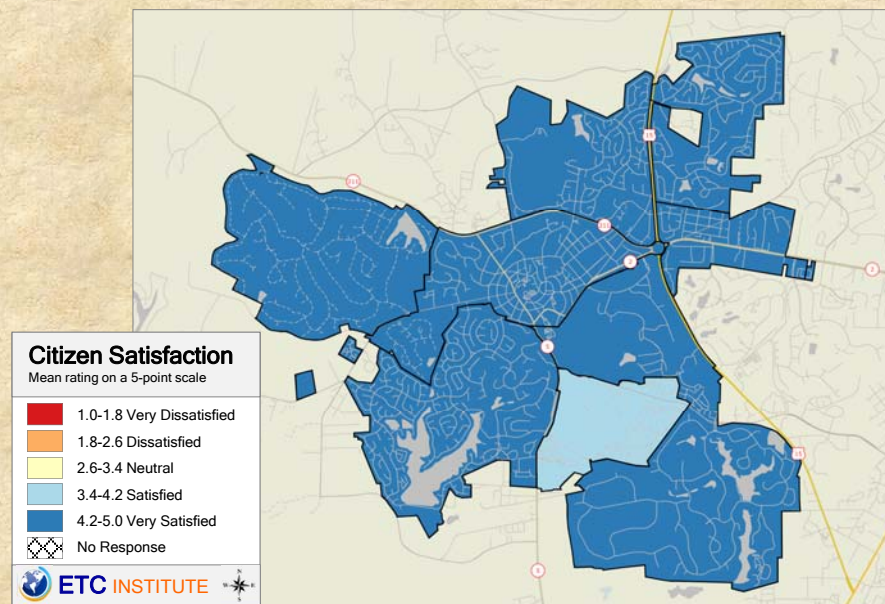 15
211
211
2
2
5
15
5
Citizen Satisfaction
Mean rating on a 5-point scale
1.0-1.8 Very Dissatisfied
1.8-2.6 Dissatisfied
2.6-3.4 Neutral
3.4-4.2 Satisfied
4.2-5.0 Very Satisfied
No Response
ETC INSTITUTE